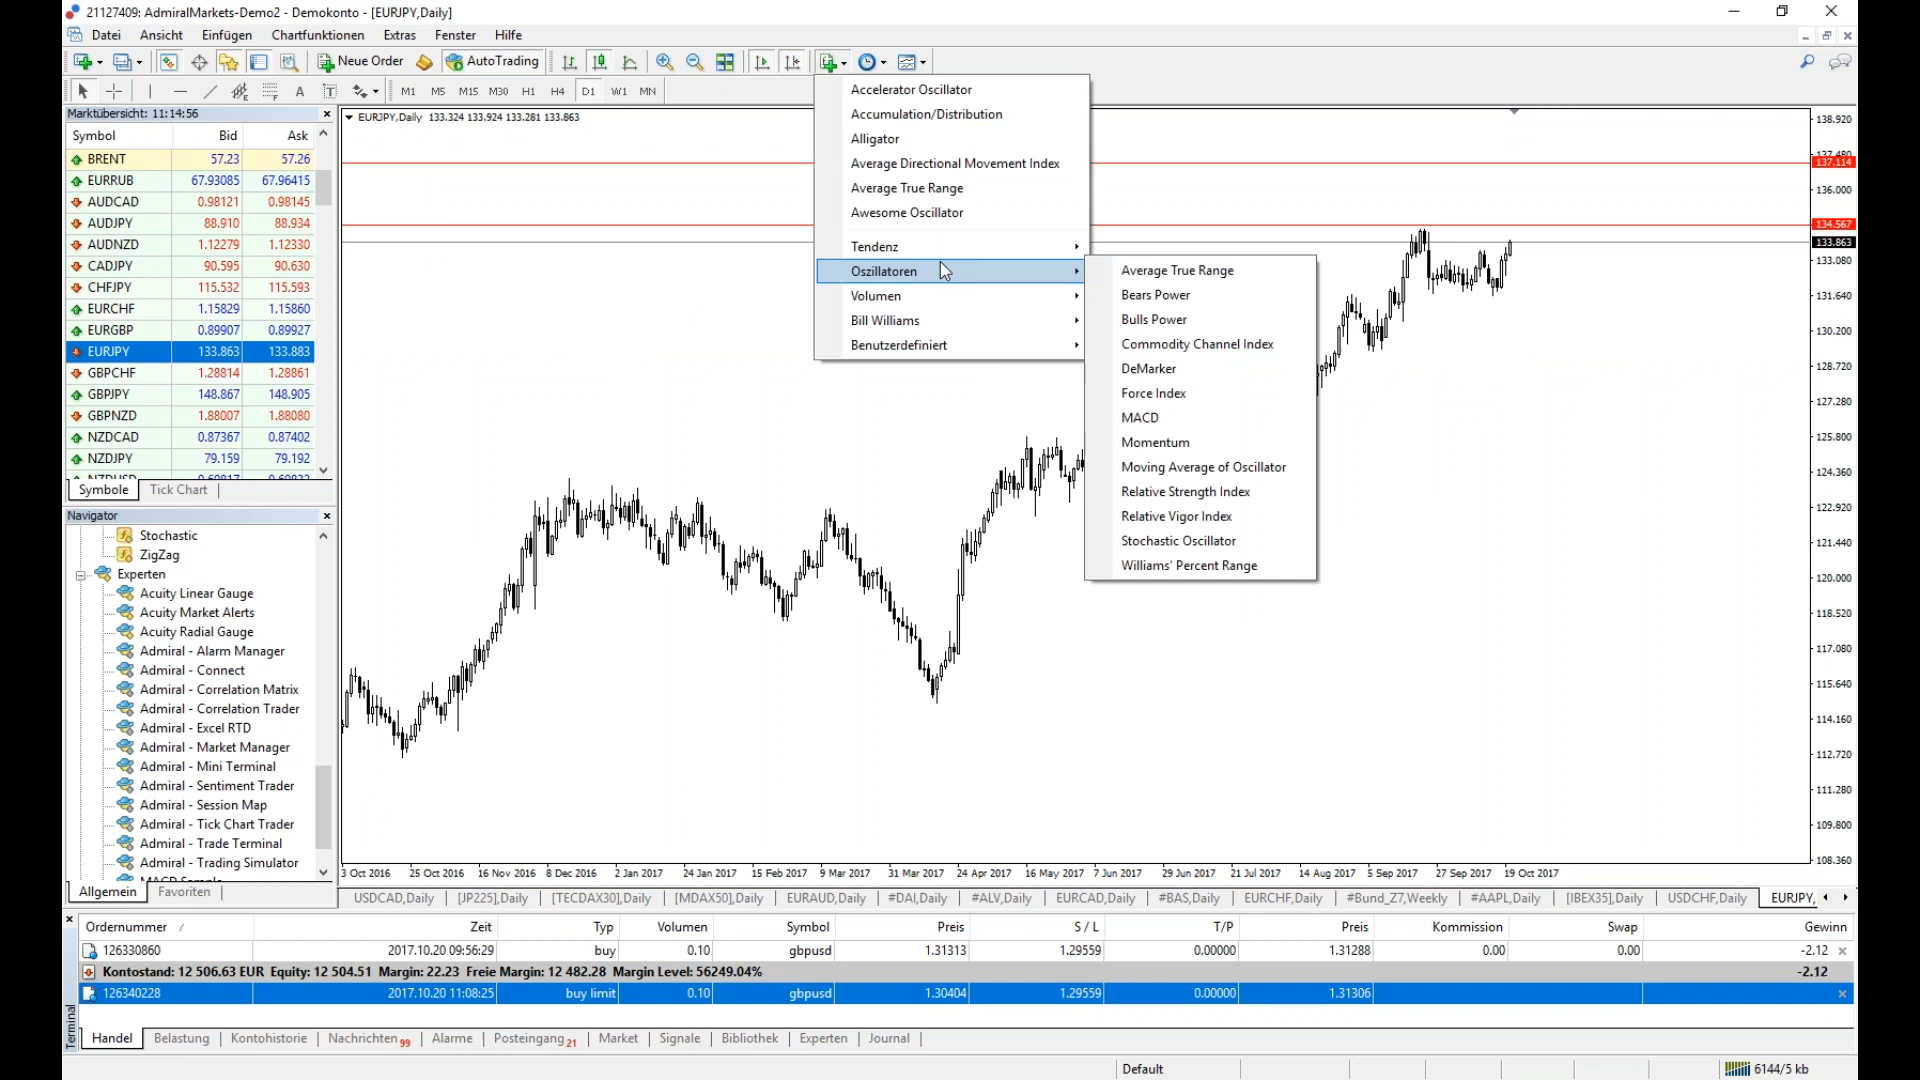 21127409: AdmiralMarkets-Demo2 - Demokonto - [EURJPY,Daily]
Datei Ansicht Einfügen Chartfunktionen Extras Fenster Hilfe
Neue Order AutoTrading
A T M1 M5 M15 M30 H1 H4 D1 W1 MN
Marktübersicht: 11:14:56
Symbol Bid Ask
BRENT 57.23 57.26
EURRUB 67.93085 67.96415
AUDCAD 0.98121 0.98145
AUDJPY 88.910 88.934
AUDNZD 1.12279 1.12330
CADJPY 90.595 90.630
CHFJPY 115.532 115.593
EURCHF 1.15829 1.15860
EURGBP 0.89907 0.89927
EURJPY 133.863 133.883
GBPCHF 1.28814 1.28861
GBPJPY 148.867 148.905
GBPNZD 1.88007 1.88080
NZDCAD 0.87367 0.87402
NZDJPY 79.159 79.192
Symbole Tick Chart
Navigator
Stochastic
ZigZag
Experten
Acuity Linear Gauge
Acuity Market Alerts
Acuity Radial Gauge
Admiral - Alarm Manager
Admiral - Connect
Admiral - Correlation Matrix
Admiral - Correlation Trader
Admiral - Excel RTD
Admiral - Market Manager
Admiral - Mini Terminal
Admiral - Sentiment Trader
Admiral - Session Map
Admiral - Tick Chart Trader
Admiral - Trade Terminal
Admiral - Trading Simulator
Allgemein Favoriten
EURJPY,Daily 133.324 133.924 133.281 133.863
Accelerator Oscillator
Accumulation/Distribution
Alligator
Average Directional Movement Index
Average True Range
Awesome Oscillator
Tendenz
Oszillatoren
Volumen
Bill Williams
Benutzerdefiniert
Average True Range
Bears Power
Bulls Power
Commodity Channel Index
DeMarker
Force Index
MACD
Momentum
Moving Average of Oscillator
Relative Strength Index
Relative Vigor Index
Stochastic Oscillator
Williams' Percent Range
138.920
137.480
137.114
136.000
134.567
133.863
133.080
131.640
130.200
128.720
127.280
125.800
124.360
122.920
121.440
120.000
118.520
117.080
115.640
114.160
112.720
111.280
109.800
108.360
3 Oct 2016 25 Oct 2016 16 Nov 2016 8 Dec 2016 2 Jan 2017 24 Jan 2017 15 Feb 2017 9 Mar 2017 31 Mar 2017 24 Apr 2017 16 May 2017 7 Jun 2017 29 Jun 2017 21 Jul 2017 14 Aug 2017 5 Sep 2017 27 Sep 2017 19 Oct 2017
USDCAD,Daily [JP225],Daily [TECDAX30],Daily [MDAX50],Daily EURAUD,Daily #DAI,Daily #ALV,Daily EURCAD,Daily #BAS,Daily EURCHF,Daily #Bund_Z7,Weekly #AAPL,Daily [IBEX35],Daily USDCHF,Daily EURJPY,
Ordernummer / Zeit Typ Volumen Symbol Preis S / L T/P Preis Kommission Swap Gewinn
126330860 2017.10.20 09:56:29 buy 0.10 gbpusd 1.31313 1.29559 0.00000 1.31288 0.00 0.00 -2.12
Kontostand: 12 506.63 EUR Equity: 12 504.51 Margin: 22.23 Freie Margin: 12 482.28 Margin Level: 56249.04% -2.12
126340228 2017.10.20 11:08:25 buy limit 0.10 gbpusd 1.30404 1.29559 0.00000 1.31306
Terminal
Handel Belastung Kontohistorie Nachrichten 99 Alarme Posteingang 21 Market Signale Bibliothek Experten Journal
Default 6144/5 kb